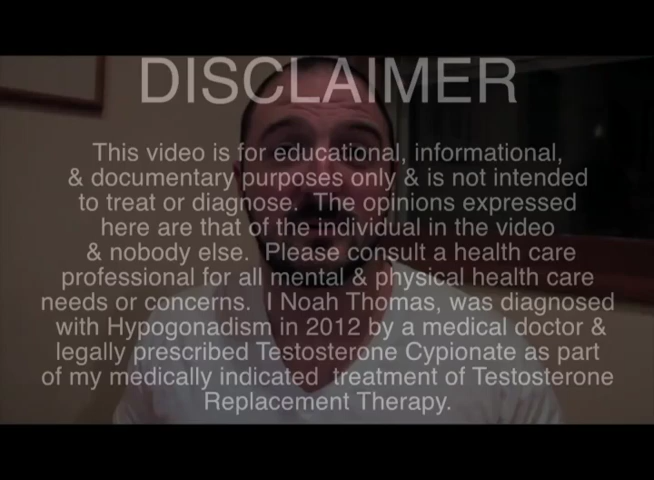 DISCLAIMER
This video is for educational, informational,
& documentary purposes only & is not intended
to treat or diagnose.  The opinions expressed
here are that of the individual in the video
& nobody else.  Please consult a health care
professional for all mental & physical health care
needs or concerns.  I Noah Thomas, was diagnosed
with Hypogonadism in 2012 by a medical doctor &
legally prescribed Testosterone Cypionate as part
of my medically indicated  treatment of Testosterone
Replacement Therapy.